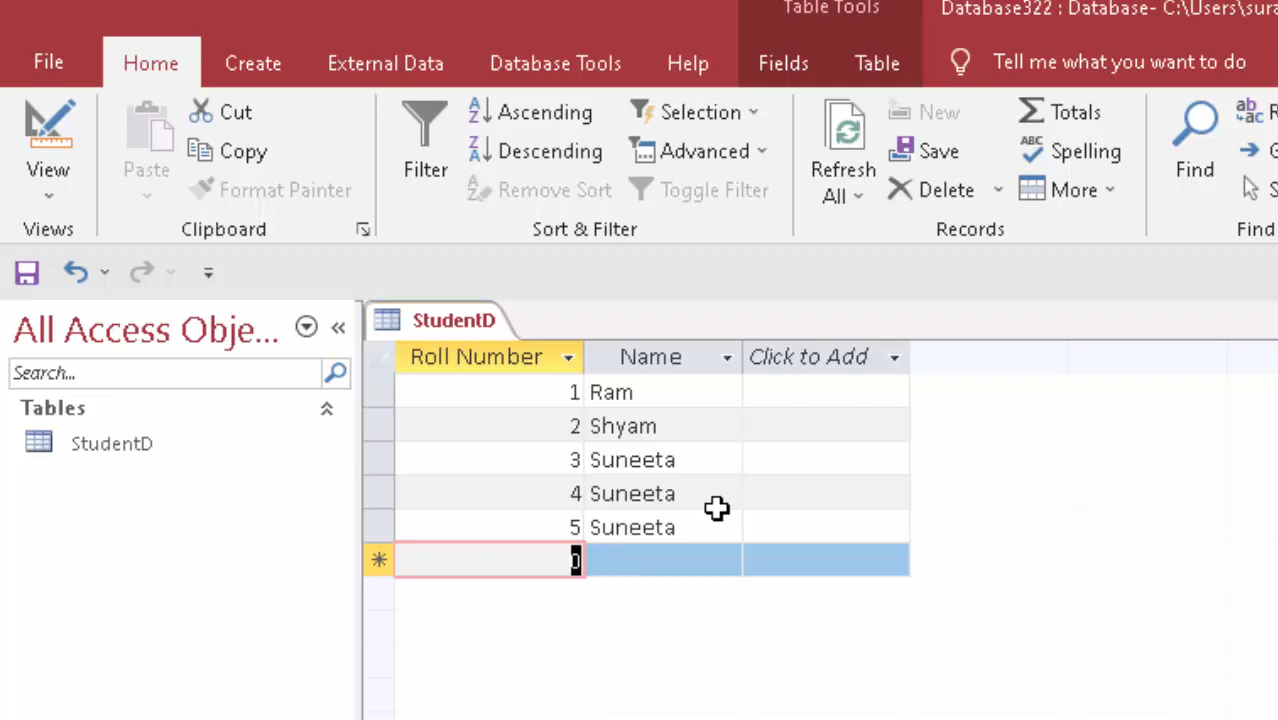 Table Tools Database322 : Database- C:\Users\sura
File Home Create External Data Database Tools Help Fields Table Tell me what you want to do
Cut Ascending Selection New Totals
Copy Descending Advanced Save Spelling
View Paste Filter Refresh Find
Format Painter Remove Sort Toggle Filter All Delete More
Views Clipboard Sort & Filter Records Find
All Access Obje... StudentD
Search... Roll Number Name Click to Add
Tables 1 Ram
StudentD 2 Shyam
3 Suneeta
4 Suneeta
5 Suneeta
0